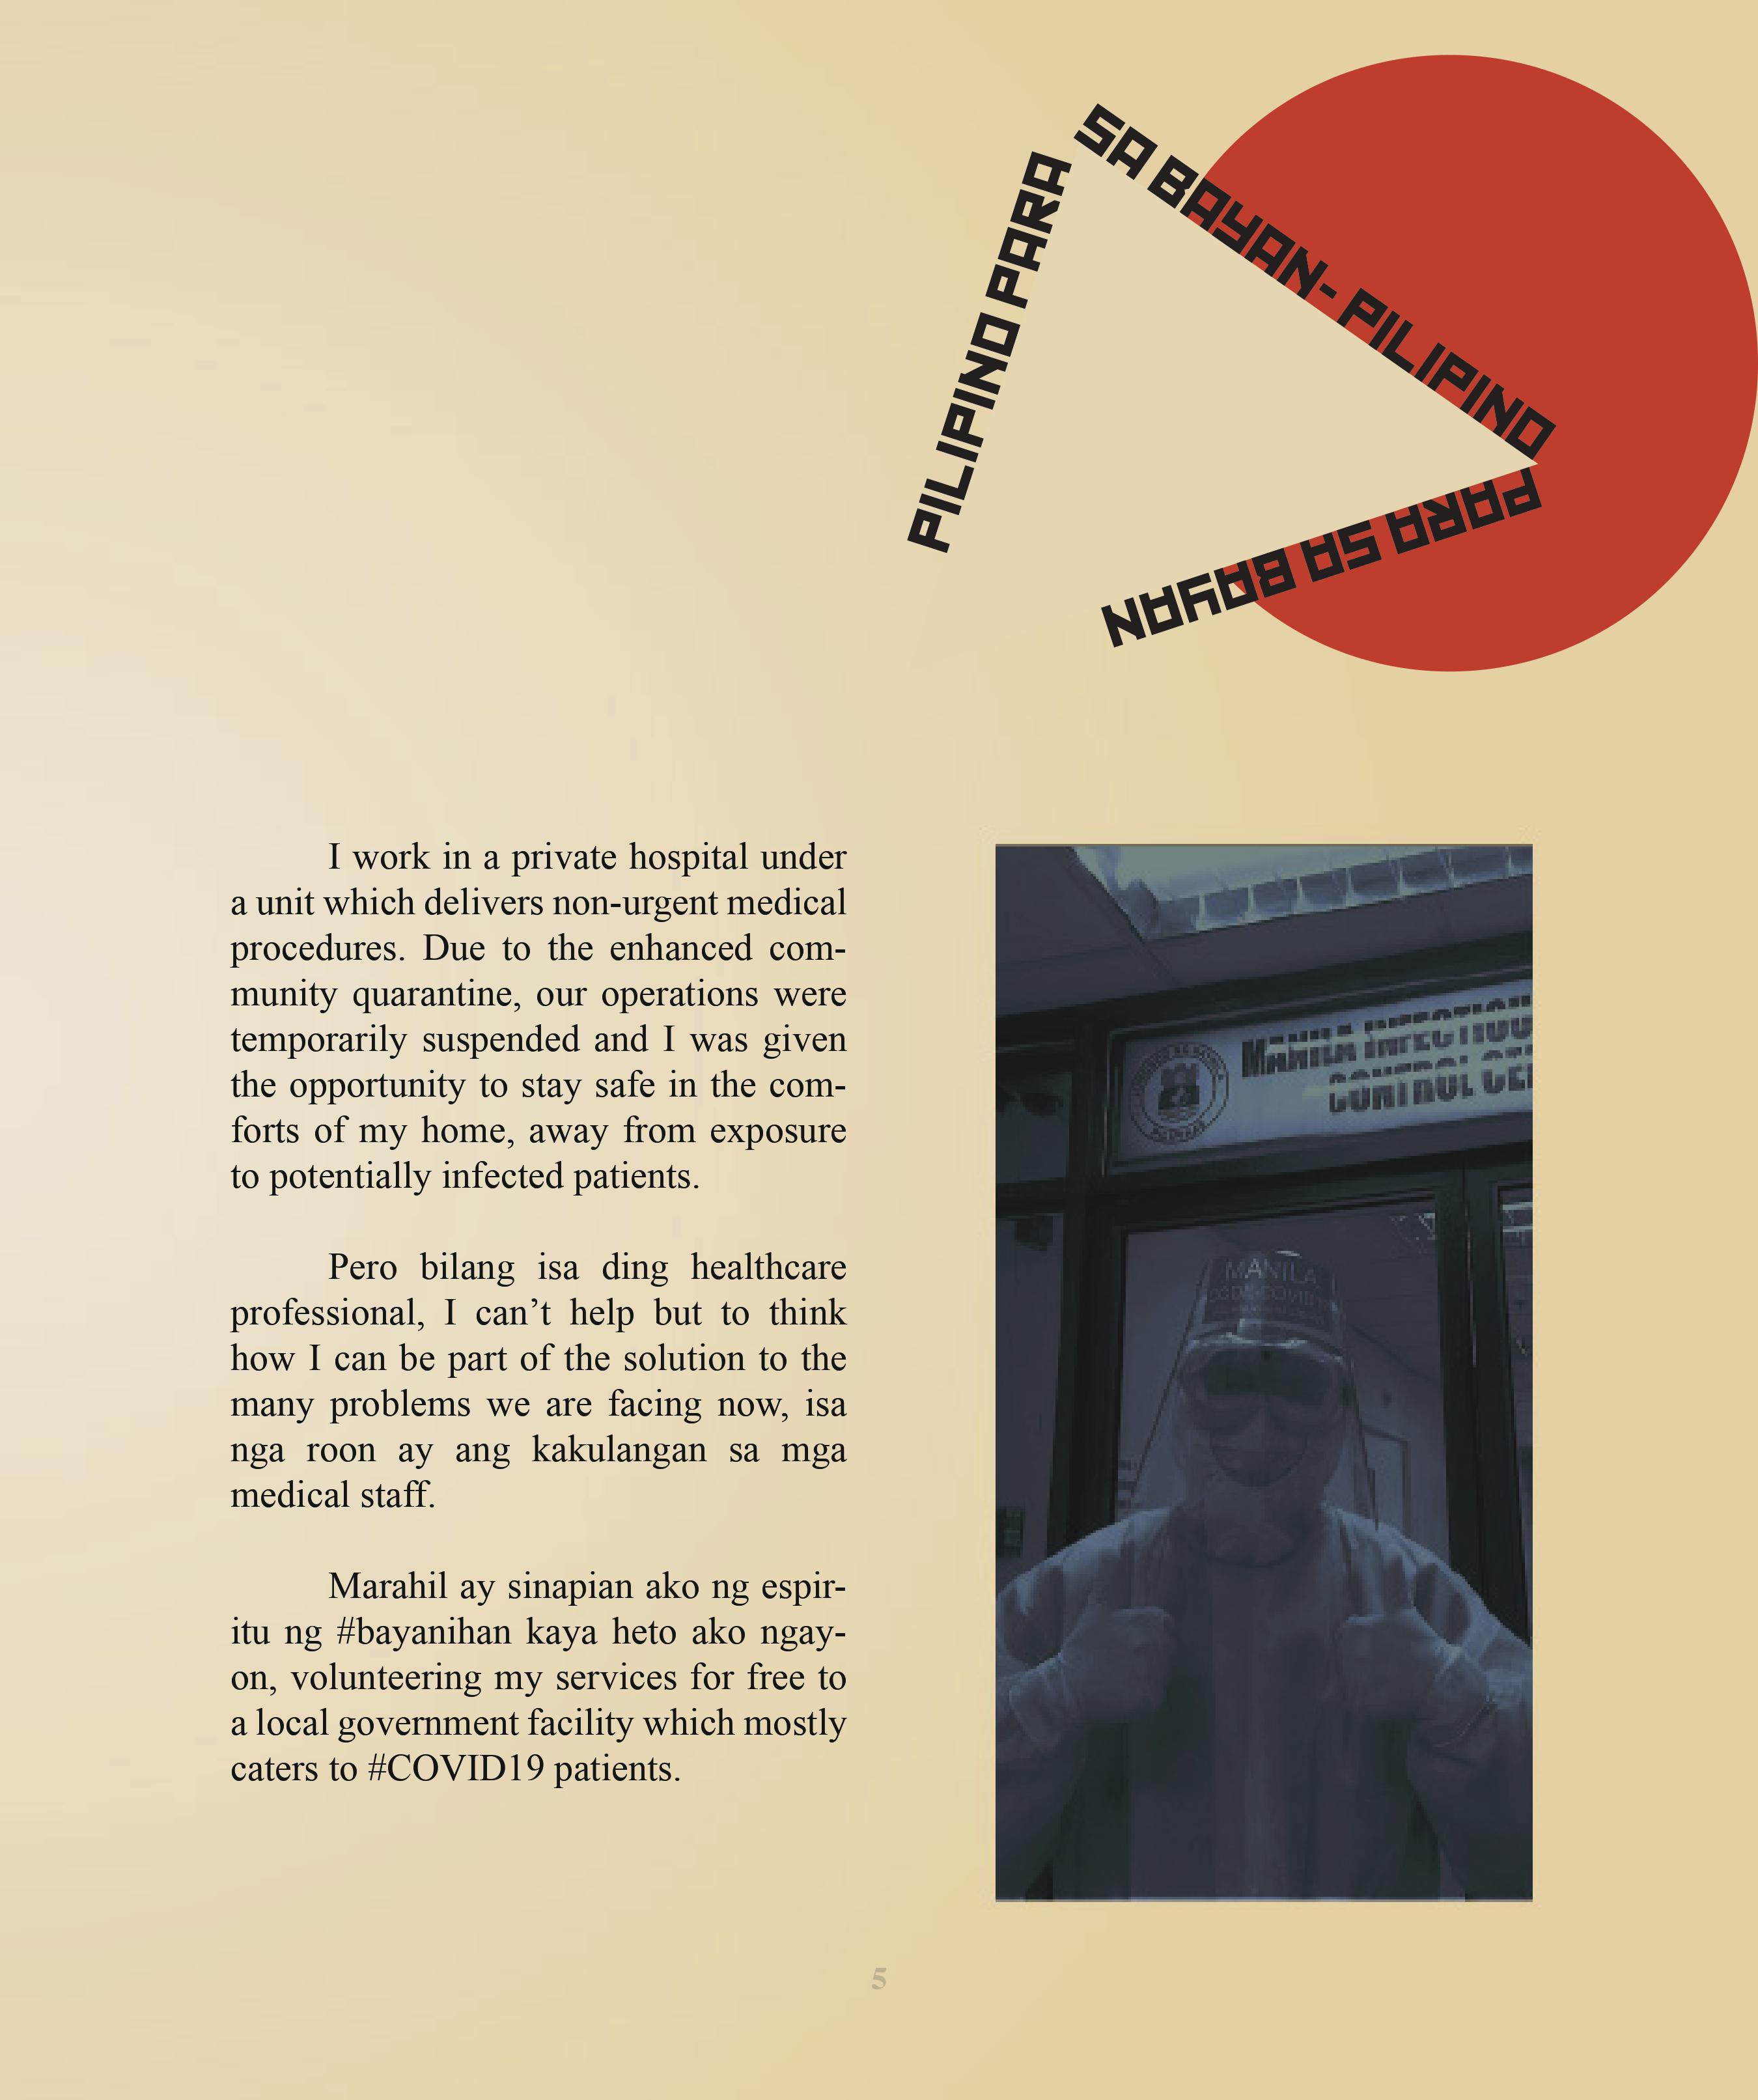 PILIPINO PARA
SA BAYAN- PILIPINO
PARA SA BAYAN
I work in a private hospital under
a unit which delivers non-urgent medical
procedures. Due to the enhanced com-
munity quarantine, our operations were
temporarily suspended and I was given
the opportunity to stay safe in the com-
forts of my home, away from exposure
to potentially infected patients.
Pero bilang isa ding healthcare
professional, I can’t help but to think
how I can be part of the solution to the
many problems we are facing now, isa
nga roon ay ang kakulangan sa mga
medical staff.
Marahil ay sinapian ako ng espir-
itu ng #bayanihan kaya heto ako ngay-
on, volunteering my services for free to
a local government facility which mostly
caters to #COVID19 patients.
MANILA INFECTIOU
CONTROL CE
MANILA
5